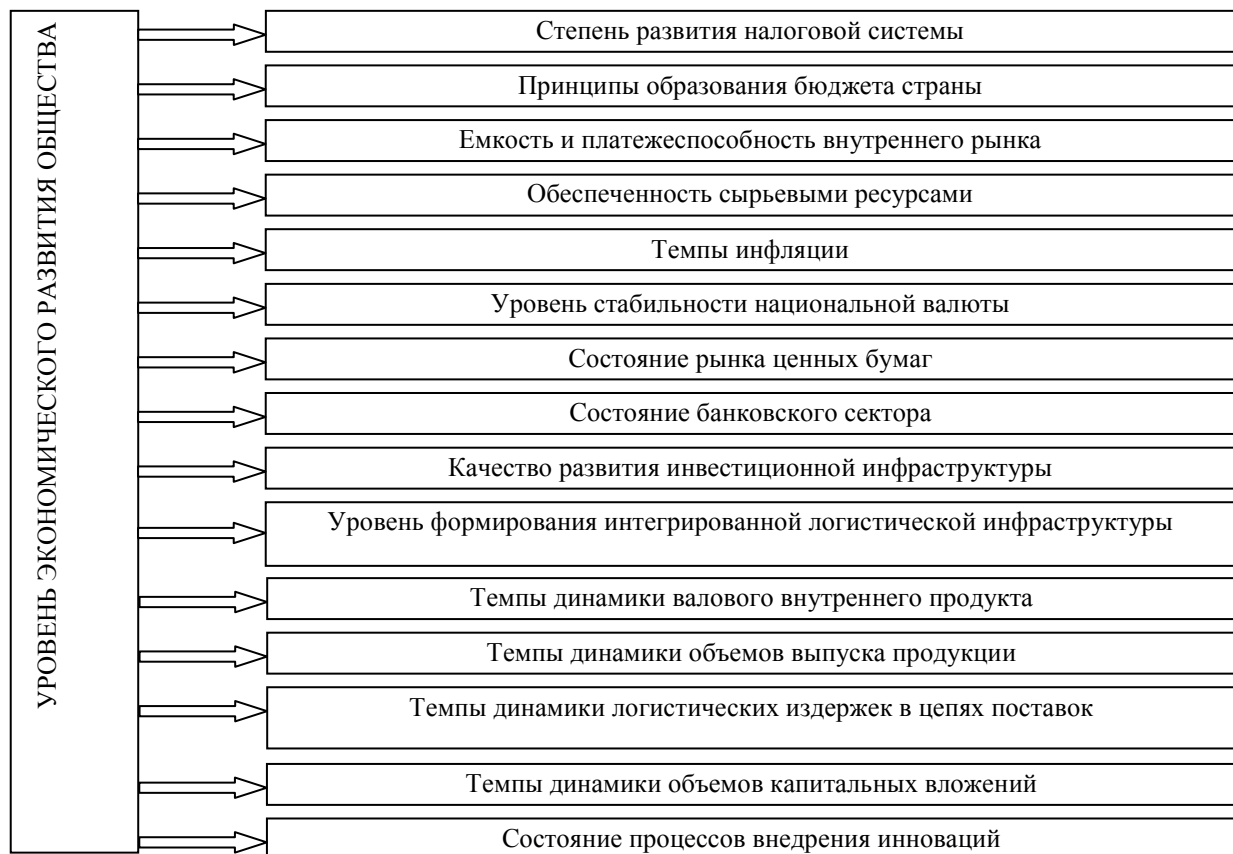 УРОВЕНЬ ЭКОНОМИЧЕСКОГО РАЗВИТИЯ ОБЩЕСТВА
Степень развития налоговой системы
Принципы образования бюджета страны
Емкость и платежеспособность внутреннего рынка
Обеспеченность сырьевыми ресурсами
Темпы инфляции
Уровень стабильности национальной валюты
Состояние рынка ценных бумаг
Состояние банковского сектора
Качество развития инвестиционной инфраструктуры
Уровень формирования интегрированной логистической инфраструктуры
Темпы динамики валового внутреннего продукта
Темпы динамики объемов выпуска продукции
Темпы динамики логистических издержек в цепях поставок
Темпы динамики объемов капитальных вложений
Состояние процессов внедрения инноваций